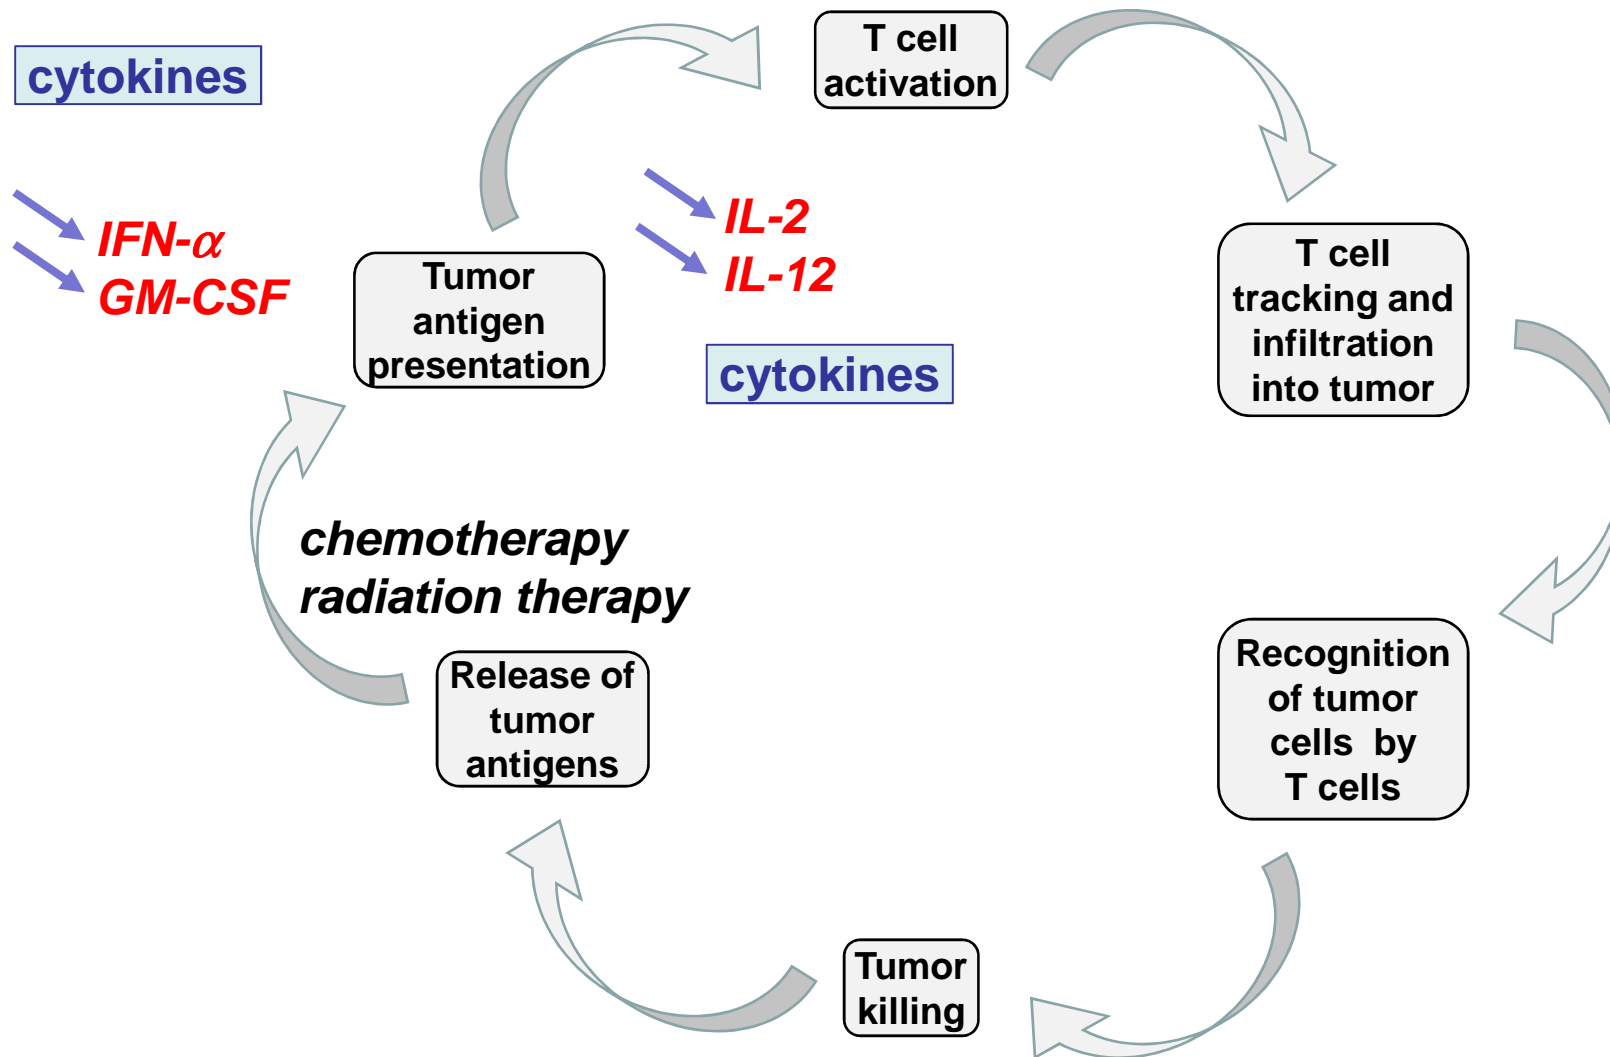 cytokines
IFN-α
GM-CSF
Tumor
antigen
presentation
T cell
activation
IL-2
IL-12
cytokines
T cell
tracking and
infiltration
into tumor
chemotherapy
radiation therapy
Release of
tumor
antigens
Recognition
of tumor
cells by
T cells
Tumor
killing